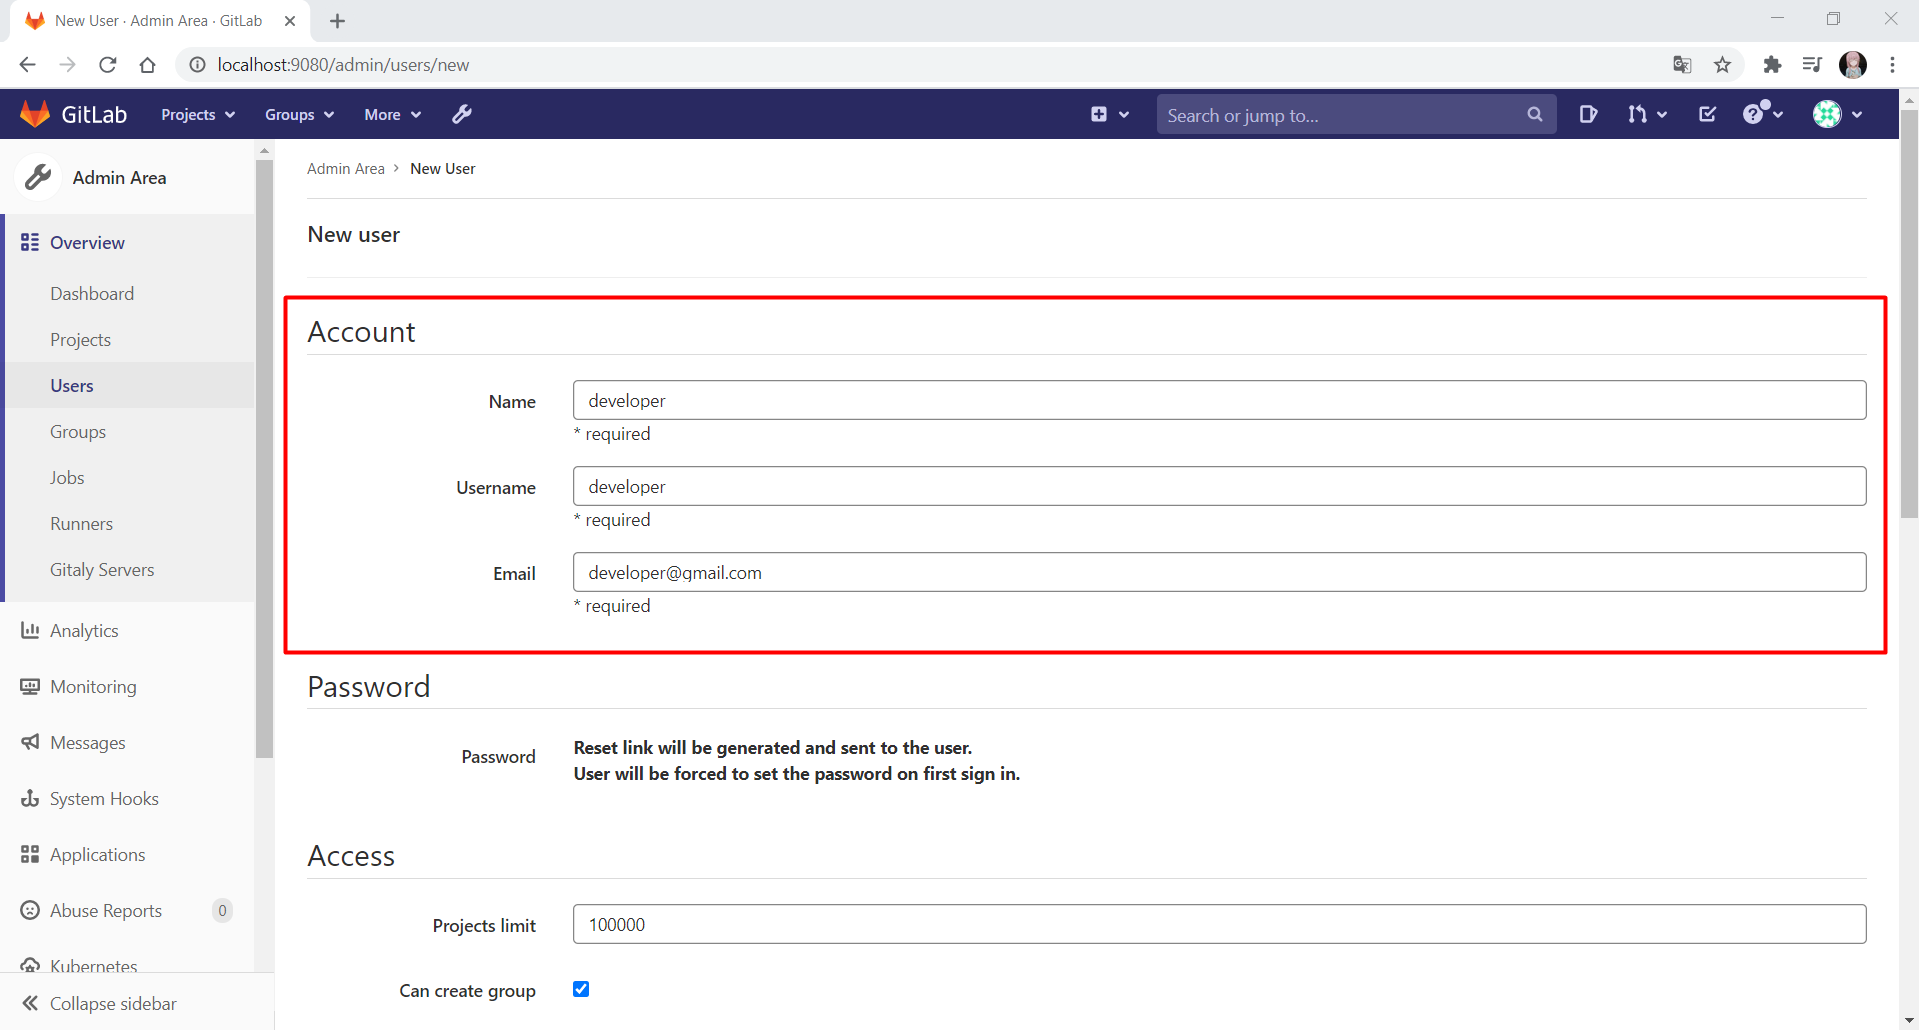 New User · Admin Area · GitLab
localhost:9080/admin/users/new
GitLab Projects Groups More Search or jump to...
Admin Area
Overview
Dashboard
Projects
Users
Groups
Jobs
Runners
Gitaly Servers
Analytics
Monitoring
Messages
System Hooks
Applications
Abuse Reports 0
Kubernetes
Collapse sidebar
Admin Area › New User
New user
Account
Name developer
* required
Username developer
* required
Email developer@gmail.com
* required
Password
Password Reset link will be generated and sent to the user.
User will be forced to set the password on first sign in.
Access
Projects limit 100000
Can create group